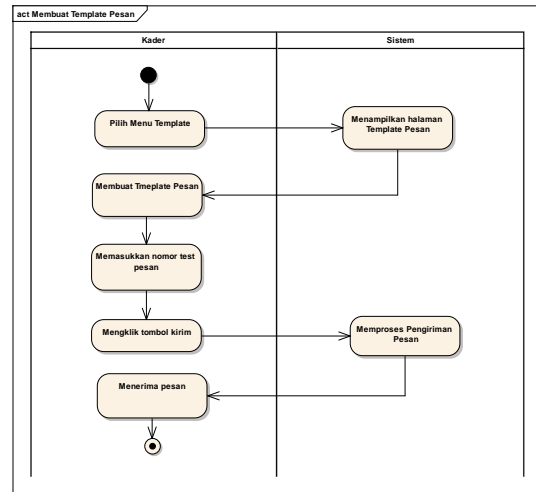 act Membuat Template Pesan
Kader
Sistem
Pilih Menu Template
Menampilkan halaman
Template Pesan
Membuat Tmeplate Pesan
Memasukkan nomor test
pesan
Mengklik tombol kirim
Memproses Pengiriman
Pesan
Menerima pesan